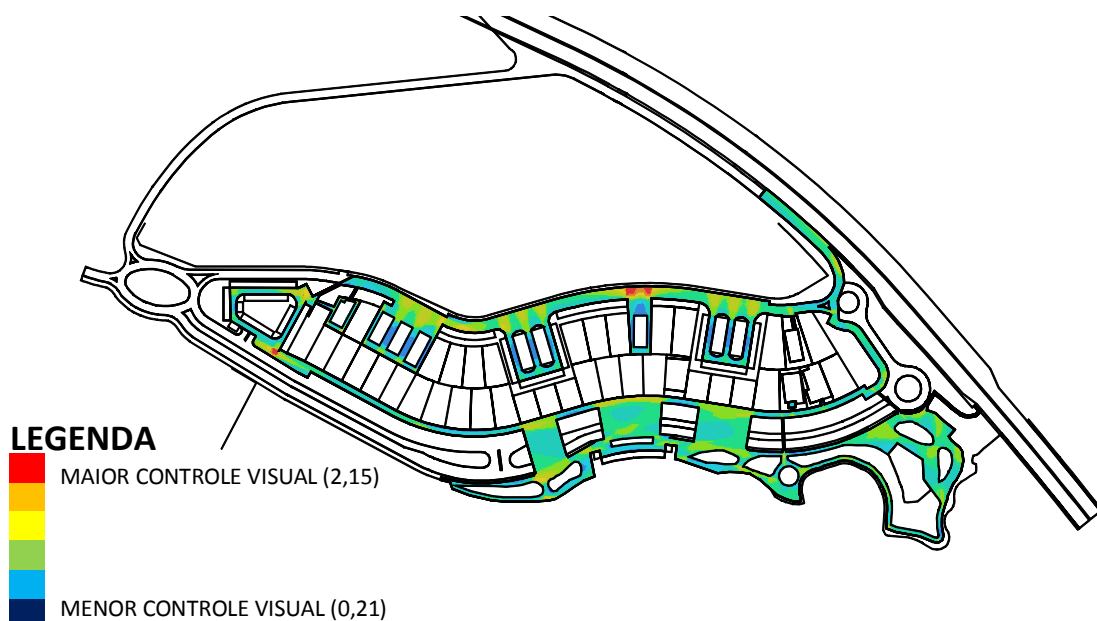 LEGENDA
MAIOR CONTROLE VISUAL (2,15)
MENOR CONTROLE VISUAL (0,21)